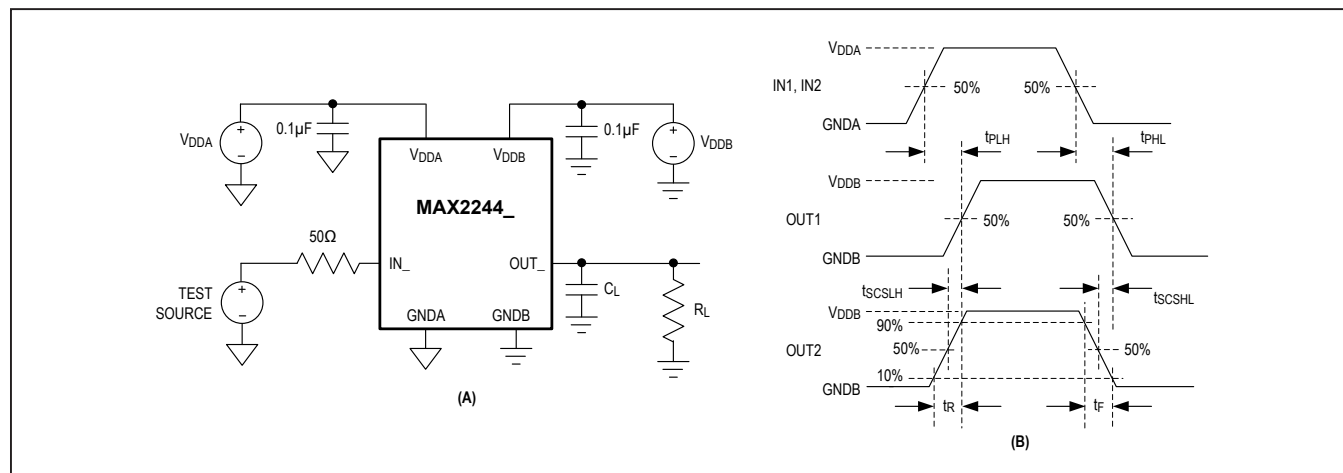 VDDA
0.1µF
VDDA
VDDB
0.1µF
VDDB
MAX2244_
50Ω
IN_
OUT_
TEST
SOURCE
CL
RL
GNDA
GNDB
(A)
VDDA
IN1, IN2
50%
50%
GNDA
tPLH
tPHL
VDDB
OUT1
50%
50%
GNDB
tSCSLH
tSCSHL
VDDB
90%
OUT2
50%
50%
10%
GNDB
tR
tF
(B)